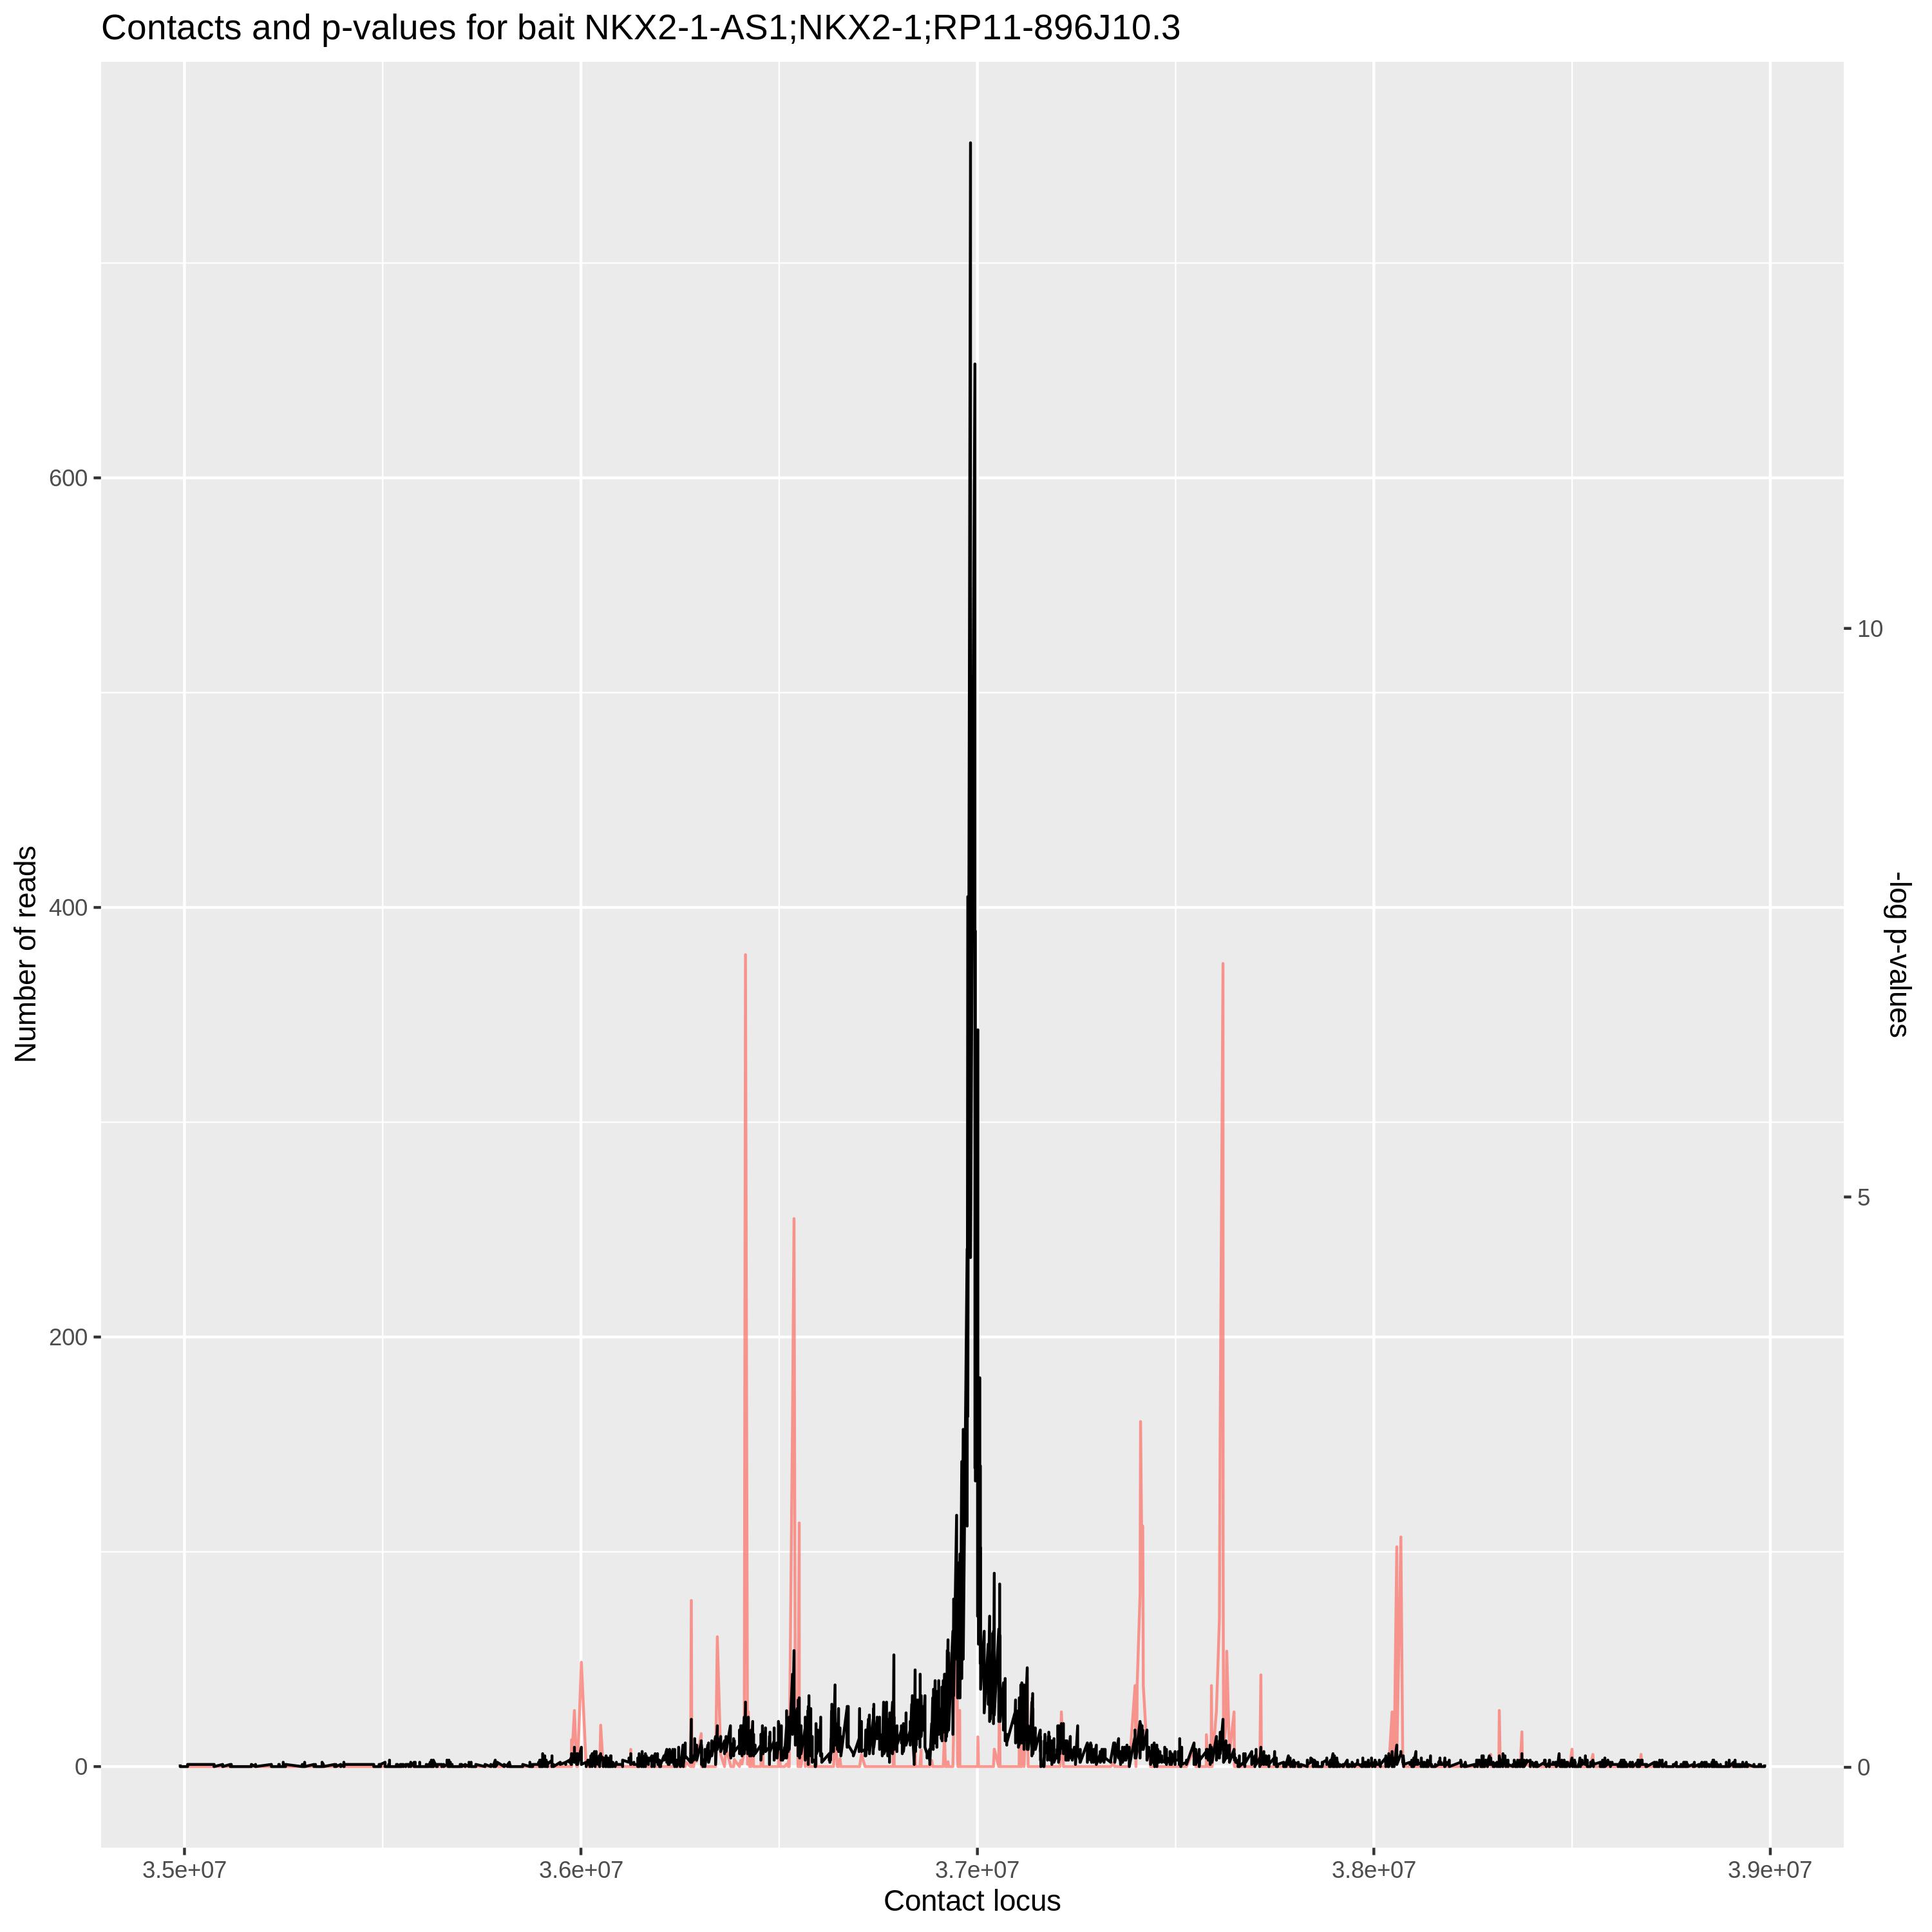 Contacts and p-values for bait NKX2-1-AS1;NKX2-1;RP11-896J10.3
600
400
200
0
Number of reads
10
5
0
-log p-values
3.5e+07
3.6e+07
3.7e+07
3.8e+07
3.9e+07
Contact locus